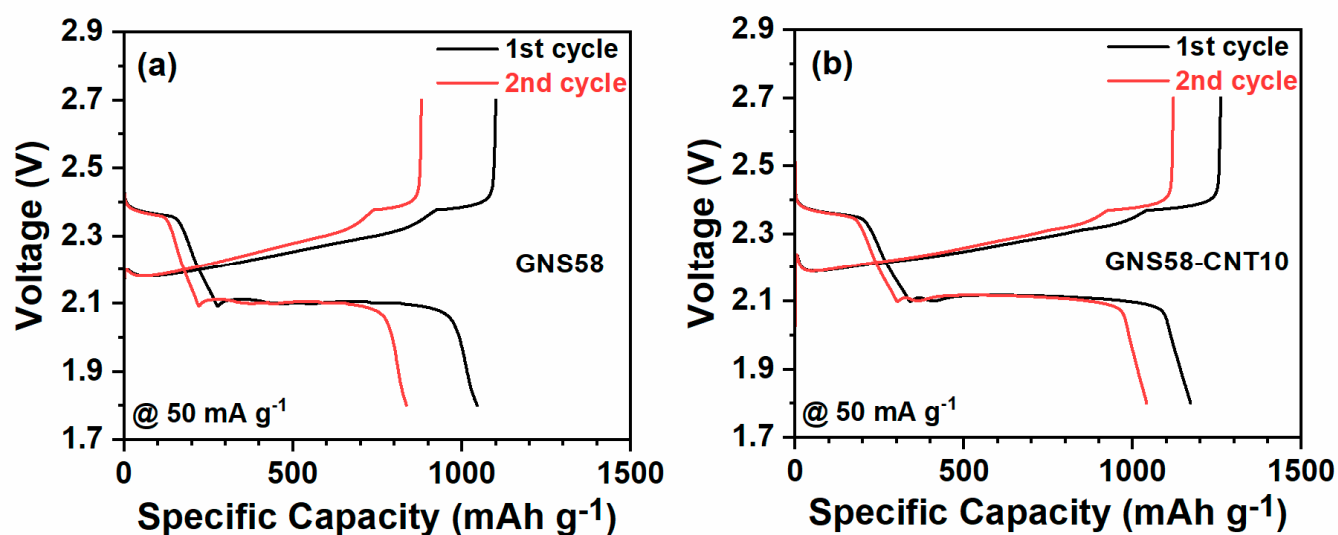 (a)
1st cycle
2nd cycle
GNS58
@ 50 mA g-1
2.9
2.7
2.5
2.3
2.1
1.9
1.7
0
500
1000
1500
Voltage (V)
Specific Capacity (mAh g-1)
(b)
1st cycle
2nd cycle
GNS58-CNT10
@ 50 mA g-1
2.9
2.7
2.5
2.3
2.1
1.9
1.7
0
500
1000
1500
Voltage (V)
Specific Capacity (mAh g-1)